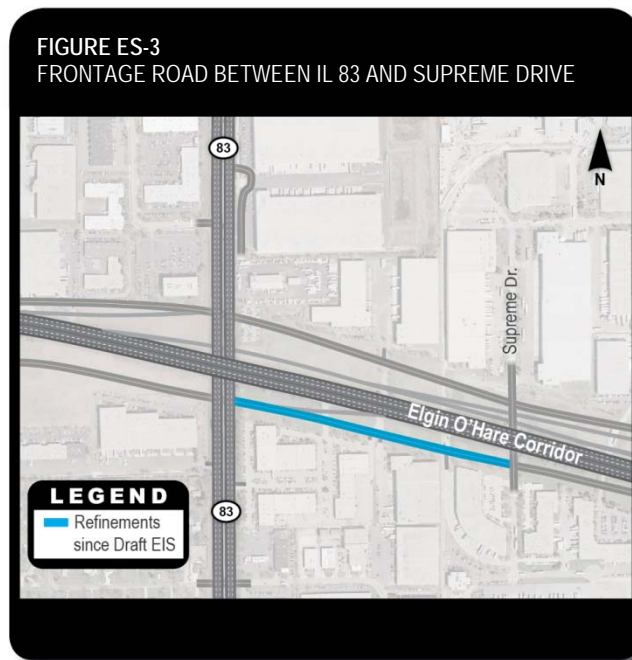 FIGURE ES-3
FRONTAGE ROAD BETWEEN IL 83 AND SUPREME DRIVE
83
N
Supreme Dr.
Elgin O'Hare Corridor
83
LEGEND
Refinements
since Draft EIS